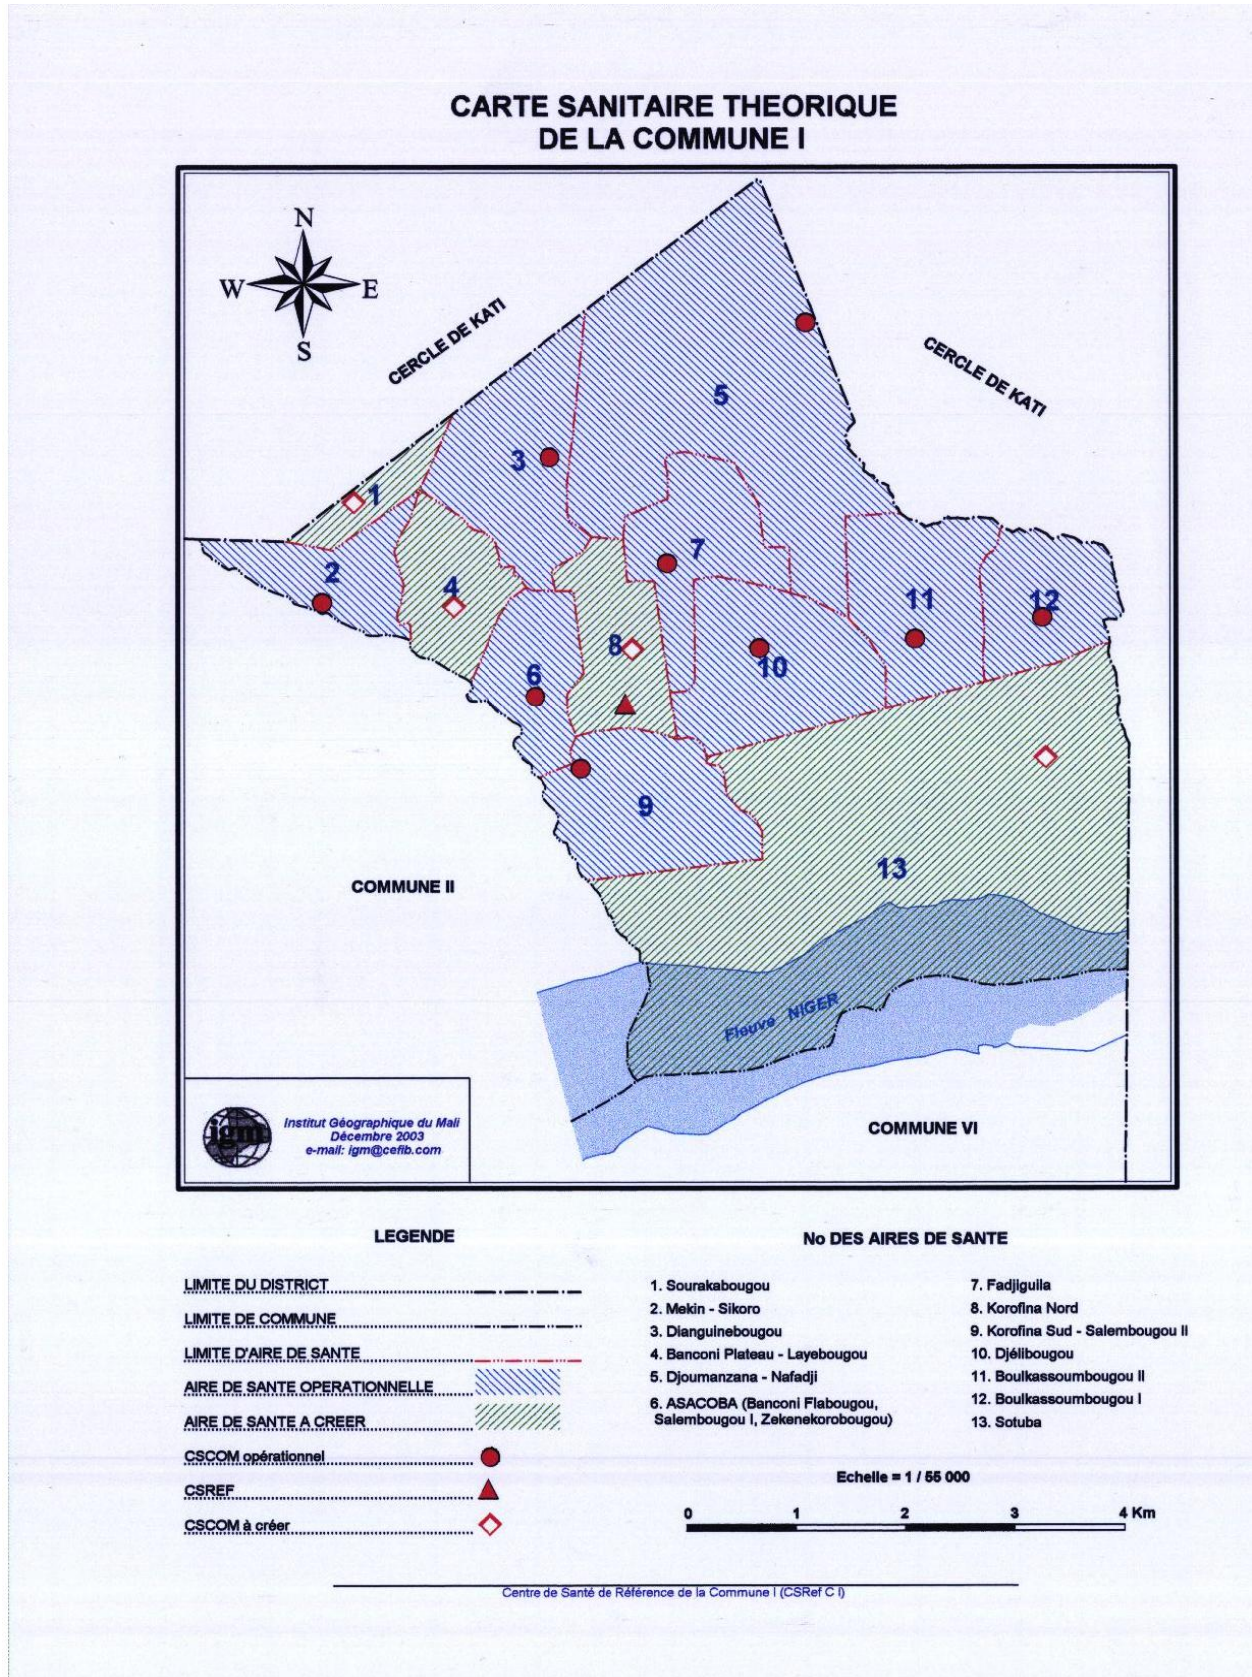 CARTE SANITAIRE THEORIQUE
DE LA COMMUNE I
N
W
E
S
CERCLE DE KATI
CERCLE DE KATI
5
3
1
7
2
4
11
12
8
10
6
9
13
COMMUNE II
Fleuve NIGER
COMMUNE VI
igm
Institut Géographique du Mali
Décembre 2003
e-mail: igm@cefib.com
LEGENDE
LIMITE DU DISTRICT
LIMITE DE COMMUNE
LIMITE D'AIRE DE SANTE
AIRE DE SANTE OPERATIONNELLE
AIRE DE SANTE A CREER
CSCOM opérationnel
CSREF
CSCOM à créer
No DES AIRES DE SANTE
1. Sourakabougou
2. Mekin - Sikoro
3. Dianguinebougou
4. Banconi Plateau - Layebougou
5. Djoumanzana - Nafadji
6. ASACOBA (Banconi Flabougou,
Salembougou I, Zekenekorobougou)
7. Fadjiguila
8. Korofina Nord
9. Korofina Sud - Salembougou II
10. Djélibougou
11. Boulkassoumbougou II
12. Boulkassoumbougou I
13. Sotuba
Echelle = 1 / 55 000
0 1 2 3 4 Km
Centre de Santé de Référence de la Commune I (CSRef C I)